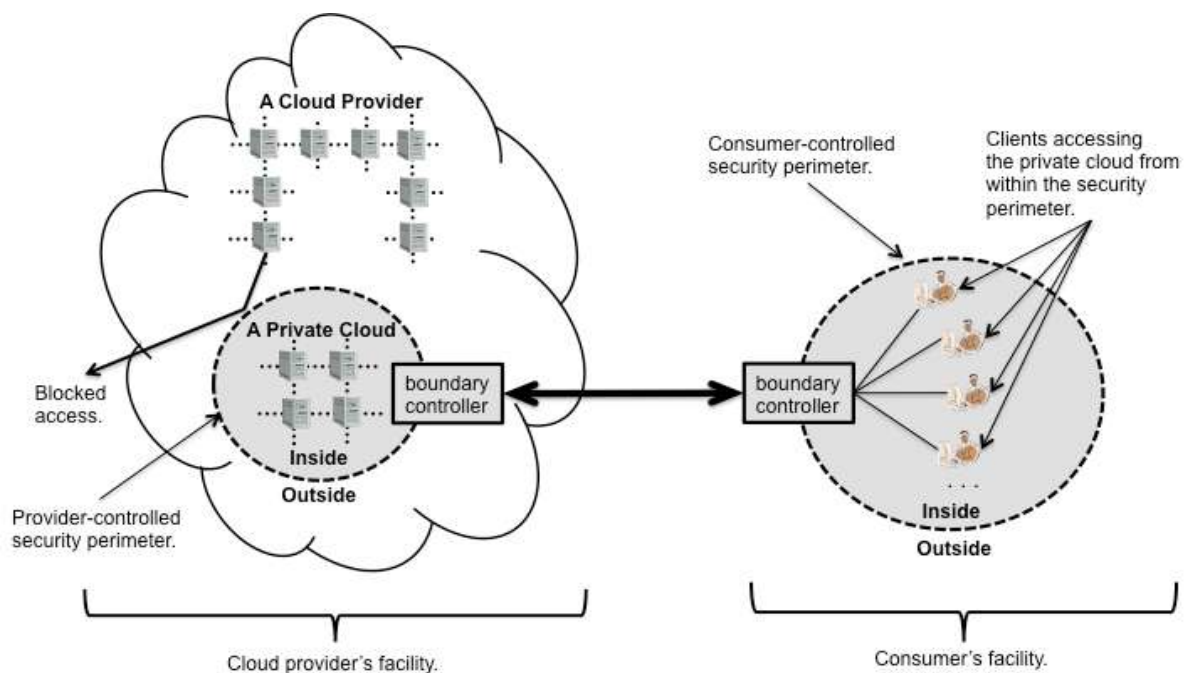 A Cloud Provider
Consumer-controlled
security perimeter.
Clients accessing
the private cloud from
within the security
perimeter.
A Private Cloud
boundary
controller
boundary
controller
Blocked
access.
Inside
Outside
Provider-controlled
security perimeter.
. . .
Inside
Outside
Cloud provider's facility.
Consumer's facility.